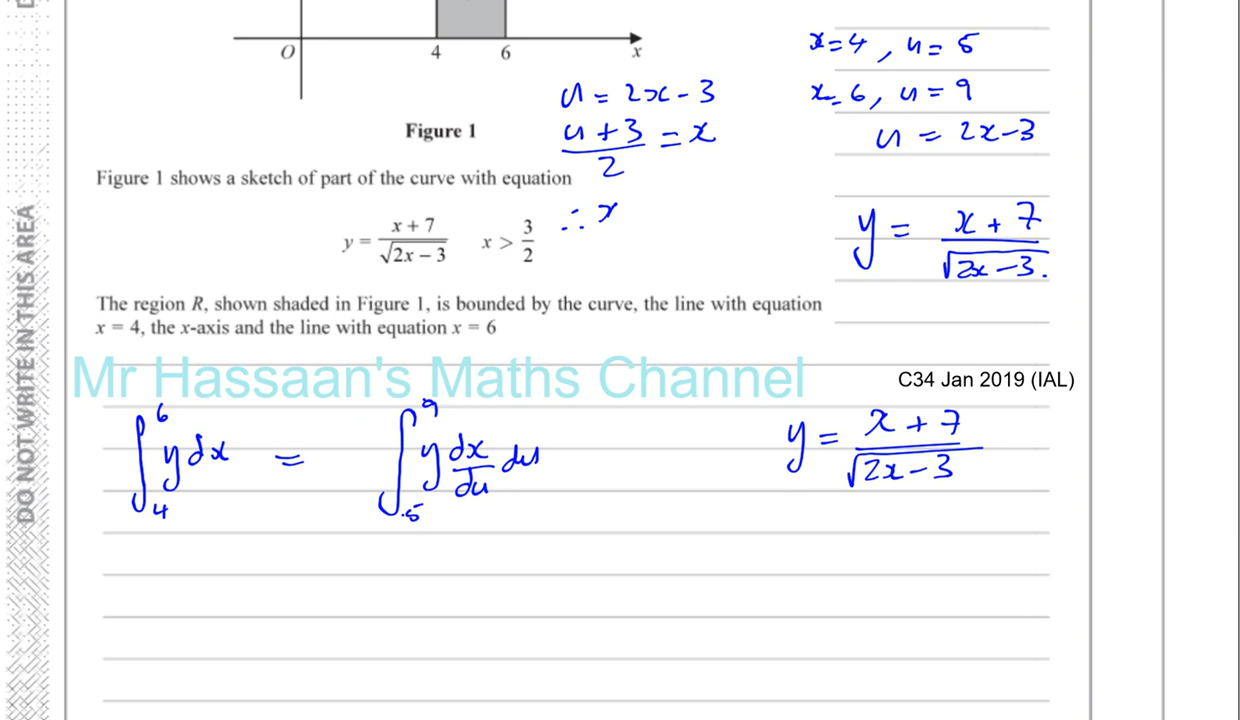 O 4 6 x
x=4, u=5
x=6, u=9
u = 2x-3
u = 2x-3
Figure 1
u+3/2 = x
Figure 1 shows a sketch of part of the curve with equation
∴ x
y = x + 7/√2x − 3 x > 3/2
y = x+7/√2x-3.
The region R, shown shaded in Figure 1, is bounded by the curve, the line with equation
x = 4, the x-axis and the line with equation x = 6
DO NOT WRITE IN THIS AREA
Mr Hassaan's Maths Channel
C34 Jan 2019 (IAL)
∫₄⁶ y dx = ∫₅⁹ y dx/du du
y = x+7/√2x-3